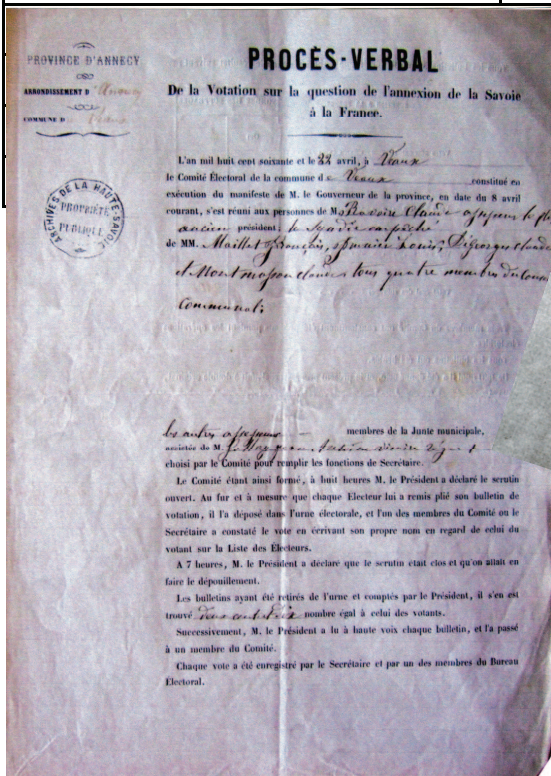 PROVINCE D'ANNECY
ARRONDISSEMENT D'Annecy
COMMUNE D Veaux
ARCHIVES DE LA HAUTE-SAVOIE
PROPRIÉTÉ
PUBLIQUE
PROCÈS-VERBAL
De la Votation sur la question de l'annexion de la Savoie
à la France.
L'an mil huit cent soixante et le 22 avril, à Veaux
le Comité Électoral de la commune de Veaux constitué en
exécution du manifeste de M. le Gouverneur de la province, en date du 8 avril
courant, s'est réuni aux personnes de M. Claude assesseur le plus
ancien président; le Syndic empêché
de MM. Maillet François, Louis, Claude
et Montmasson Claude tous quatre membres du Conseil
Communal;
les autres assesseurs membres de la Junte municipale,
assistés de M.
choisi par le Comité pour remplir les fonctions de Secrétaire.
Le Comité étant ainsi formé, à huit heures M. le Président a déclaré le scrutin
ouvert. Au fur et à mesure que chaque Electeur lui a remis plié son bulletin de
votation, il l'a déposé dans l'urne électorale, et l'un des membres du Comité ou le
Secrétaire a constaté le vote en écrivant son propre nom en regard de celui du
votant sur la Liste des Électeurs.
A 7 heures, M. le Président a déclaré que le scrutin était clos et qu'on allait en
faire le dépouillement.
Les bulletins ayant été retirés de l'urne et comptés par le Président, il s'en est
trouvé deux cent dix nombre égal à celui des votants.
Successivement, M. le Président a lu à haute voix chaque bulletin, et l'a passé
à un membre du Comité.
Chaque vote a été enregistré par le Secrétaire et par un des membres du Bureau
Électoral.